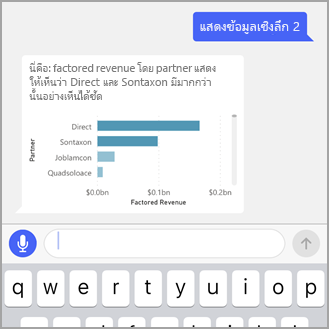 แสดงข้อมูลเชิงลึก 2
นี่คือ: factored revenue โดย partner แสดง
ให้เห็นว่า Direct และ Sontaxon มีมากกว่า
นั้นอย่างเห็นได้ชัด
Partner
Direct
Sontaxon
Joblamcon
Quadsoloace
$0.0bn $0.1bn $0.2bn
Factored Revenue
q w e r t y u i o p